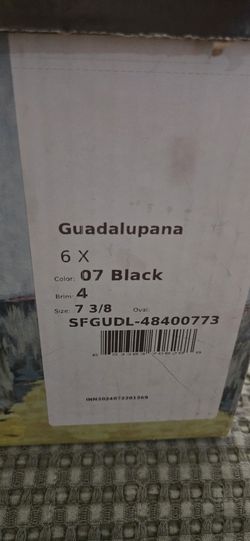 Guadalupana
6 X
Color: 07 Black
Brim: 4
Size: 7 3/8 Oval:
SFGUDL-48400773